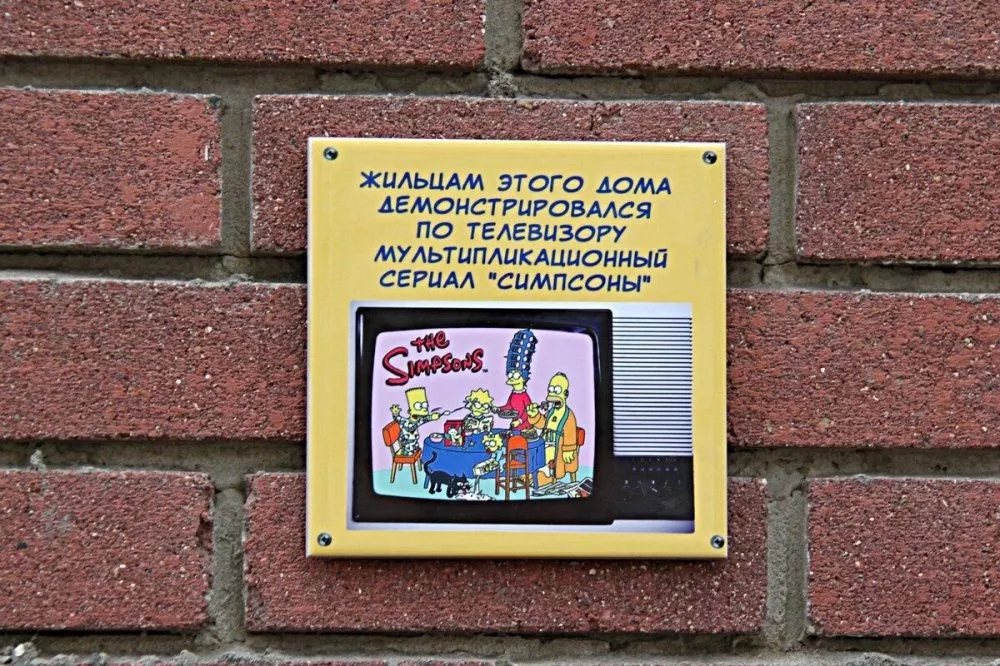 ЖИЛЬЦАМ ЭТОГО ДОМА
ДЕМОНСТРИРОВАЛСЯ
ПО ТЕЛЕВИЗОРУ
МУЛЬТИПЛИКАЦИОННЫЙ
СЕРИАЛ "СИМПСОНЫ"
THE
SIMPSONS